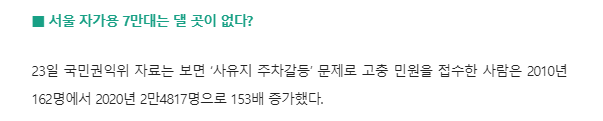 ■ 서울 자가용 7만대는 댈 곳이 없다?
23일 국민권익위 자료는 보면 ‘사유지 주차갈등’ 문제로 고충 민원을 접수한 사람은 2010년
162명에서 2020년 2만4817명으로 153배 증가했다.